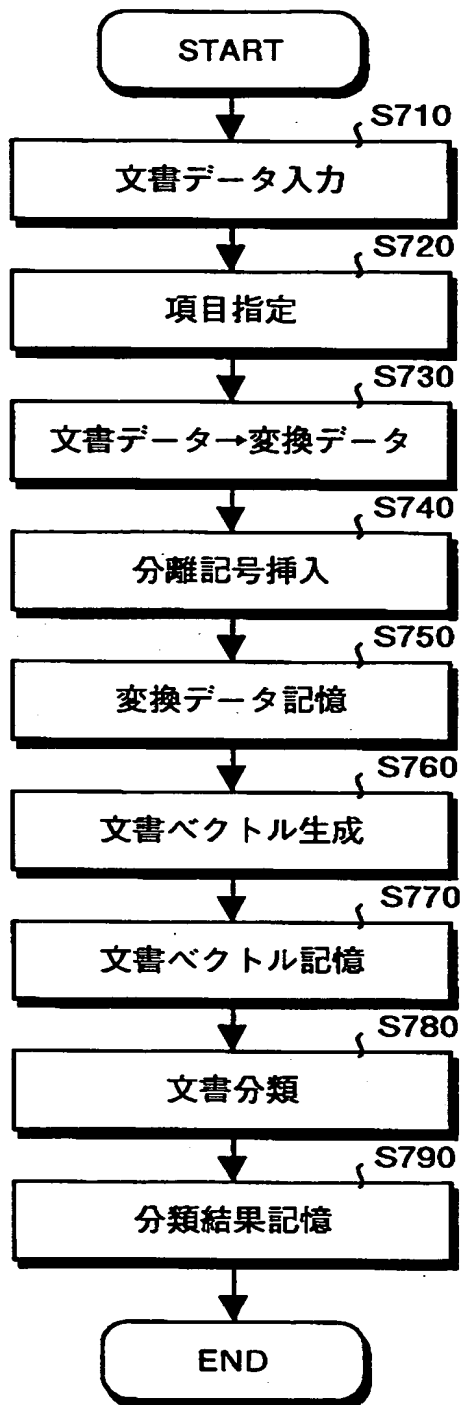 START
S710
文書データ入力
S720
項目指定
S730
文書データ→変換データ
S740
分離記号挿入
S750
変換データ記憶
S760
文書ベクトル生成
S770
文書ベクトル記憶
S780
文書分類
S790
分類結果記憶
END